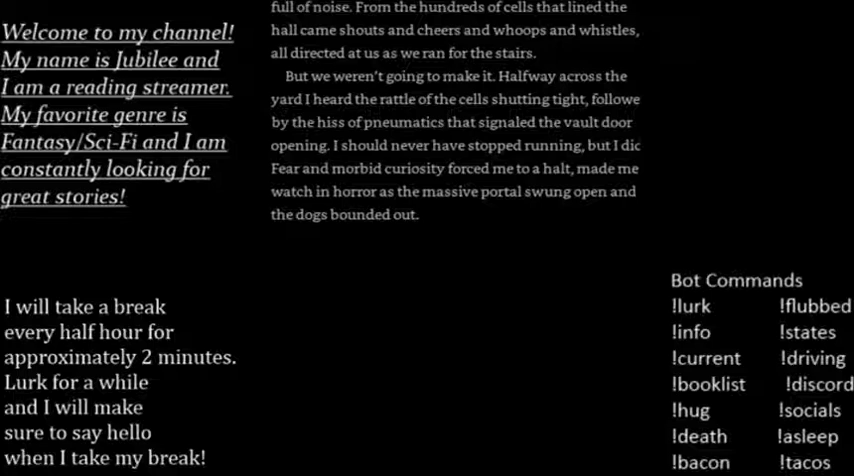 Welcome to my channel!
My name is Jubilee and
I am a reading streamer.
My favorite genre is
Fantasy/Sci-Fi and I am
constantly looking for
great stories!
full of noise. From the hundreds of cells that lined the
hall came shouts and cheers and whoops and whistles,
all directed at us as we ran for the stairs.
But we weren't going to make it. Halfway across the
yard I heard the rattle of the cells shutting tight, followe
by the hiss of pneumatics that signaled the vault door
opening. I should never have stopped running, but I dic
Fear and morbid curiosity forced me to a halt, made me
watch in horror as the massive portal swung open and
the dogs bounded out.
I will take a break
every half hour for
approximately 2 minutes.
Lurk for a while
and I will make
sure to say hello
when I take my break!
Bot Commands
!lurk !flubbed
!info !states
!current !driving
!booklist !discord
!hug !socials
!death !asleep
!bacon !tacos